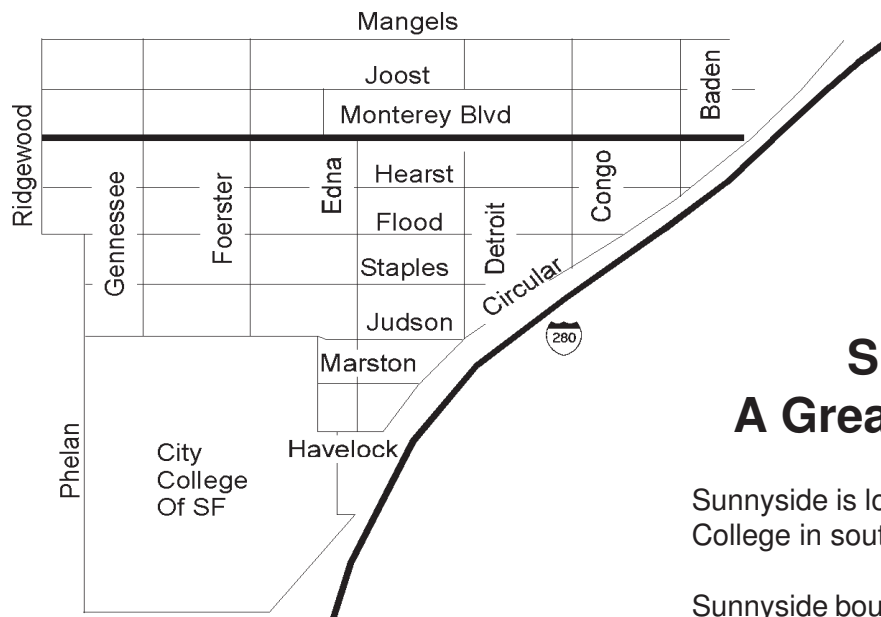 Mangels
Joost
Monterey Blvd
Baden
Ridgewood
Gennessee
Foerster
Edna
Hearst
Congo
Flood
Detroit
Staples
Circular
Judson
280
Marston
Havelock
Phelan
City
College
Of SF
S
A Grea
Sunnyside is lo
College in sout
Sunnyside bou